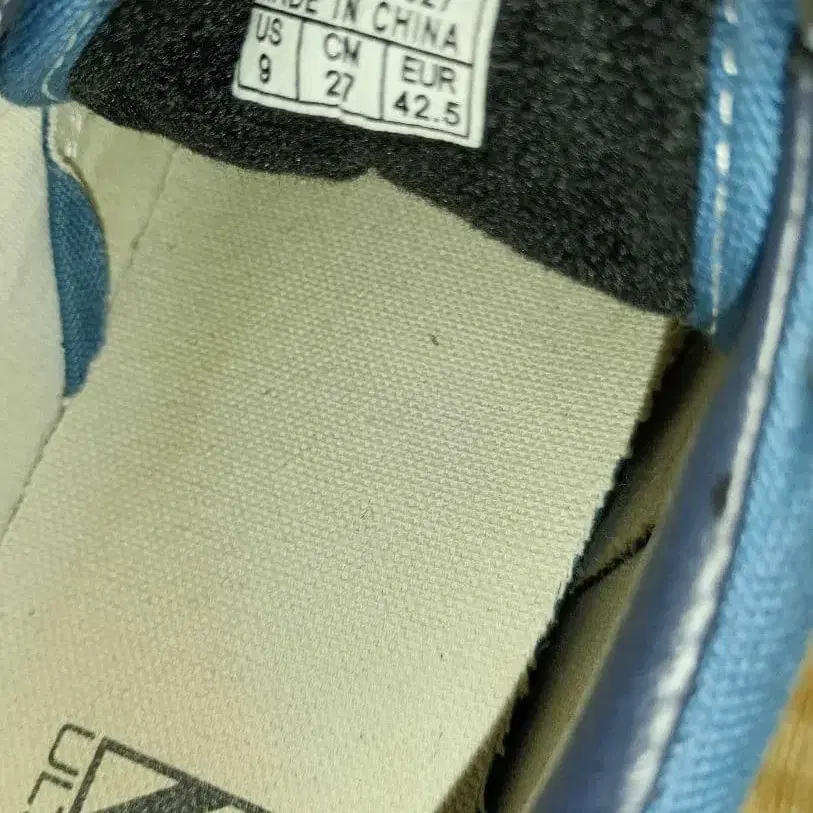 MADE IN CHINA
US CM EUR
9 27 42.5